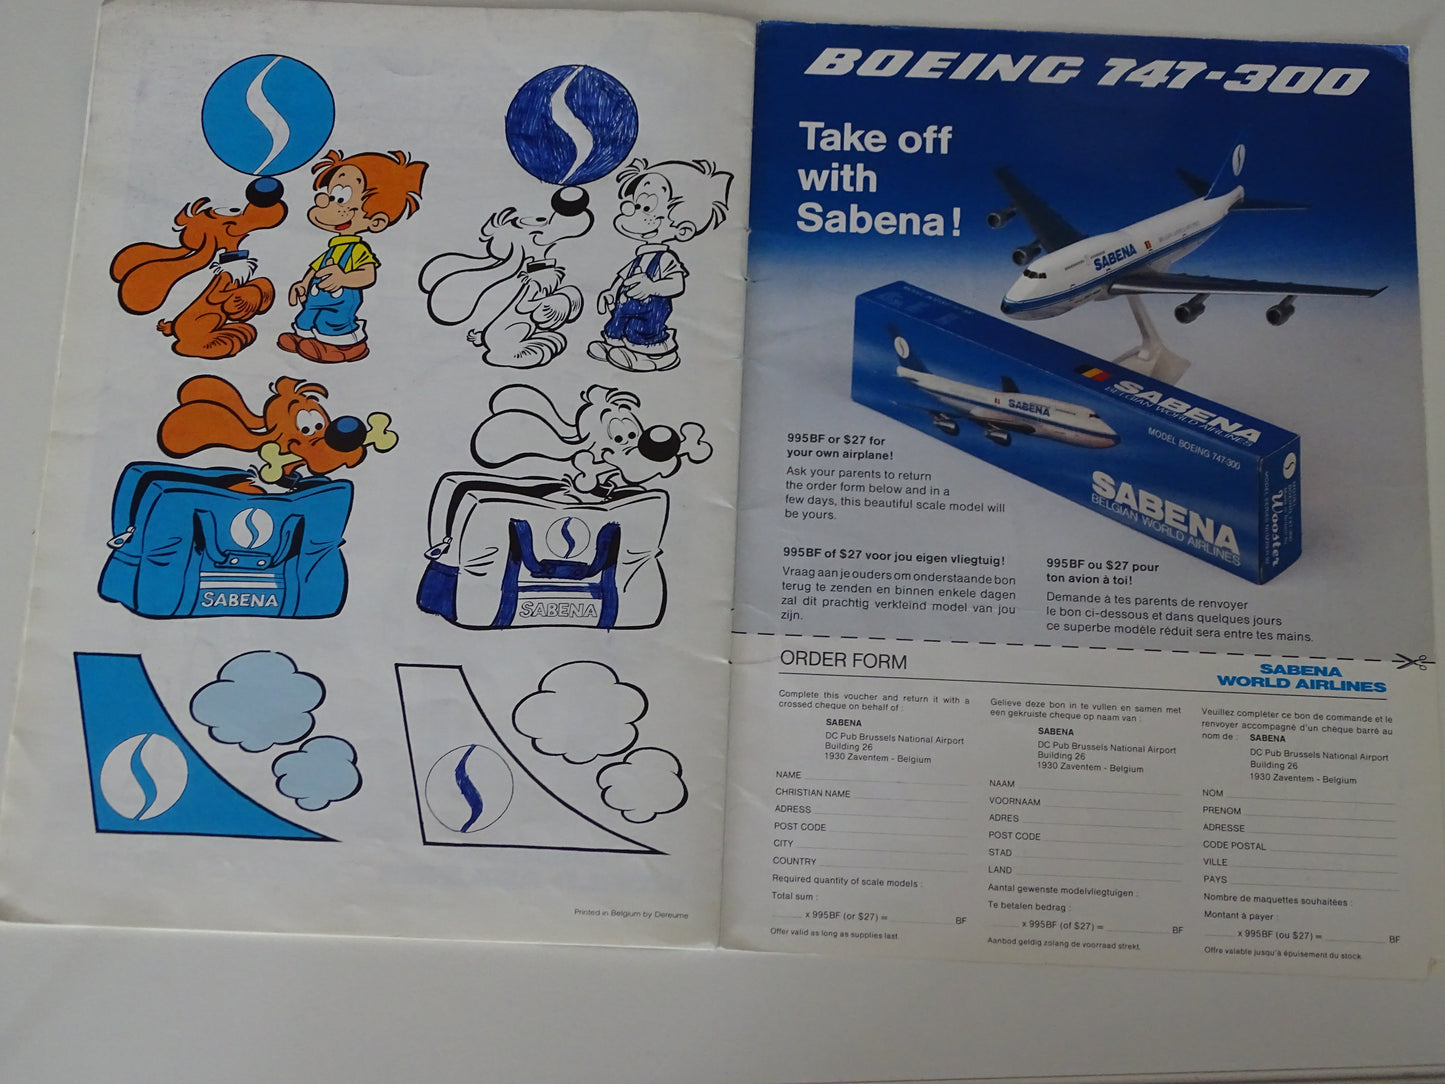 SABENA
SABENA
Printed in Belgium by Dereume
BOEING 747-300
Take off
with
Sabena!
SABENA
SABENA
SABENA
BELGIAN WORLD AIRLINES
MODEL BOEING 747-300
SABENA
BELGIAN WORLD AIRLINES
Wooster
995BF or $27 for
your own airplane!
Ask your parents to return
the order form below and in a
few days, this beautiful scale model will
be yours.
995BF of $27 voor jou eigen vliegtuig!
Vraag aan je ouders om onderstaande bon
terug te zenden en binnen enkele dagen
zal dit prachtig verkleind model van jou
zijn.
995BF ou $27 pour
ton avion à toi!
Demande à tes parents de renvoyer
le bon ci-dessous et dans quelques jours
ce superbe modèle réduit sera entre tes mains.
ORDER FORM
SABENA
WORLD AIRLINES
Complete this voucher and return it with a
crossed cheque on behalf of :
SABENA
DC Pub Brussels National Airport
Building 26
1930 Zaventem - Belgium
NAME
CHRISTIAN NAME
ADRESS
POST CODE
CITY
COUNTRY
Required quantity of scale models :
Total sum :
x 995BF (or $27) = BF
Offer valid as long as supplies last.
Gelieve deze bon in te vullen en samen met
een gekruiste cheque op naam van :
SABENA
DC Pub Brussels National Airport
Building 26
1930 Zaventem - Belgium
NAAM
VOORNAAM
ADRES
POST CODE
STAD
LAND
Aantal gewenste modelvliegtuigen :
Te betalen bedrag :
x 995BF (of $27) = BF
Aanbod geldig zolang de voorraad strekt.
Veuillez compléter ce bon de commande et le
renvoyer accompagné d'un chèque barré au
nom de : SABENA
DC Pub Brussels National Airport
Building 26
1930 Zaventem - Belgium
NOM
PRENOM
ADRESSE
CODE POSTAL
VILLE
PAYS
Nombre de maquettes souhaitées :
Montant à payer :
x 995BF (ou $27) = BF
Offre valable jusqu'à épuisement du stock